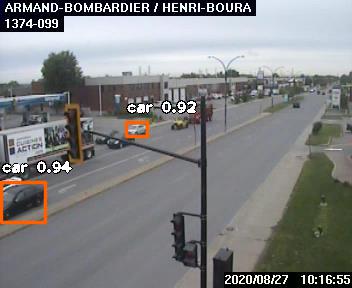 ARMAND-BOMBARDIER / HENRI-BOURA
1374-099
car 0.92
CUISINE
ACTION
car 0.94
2020/08/27 10:16:55